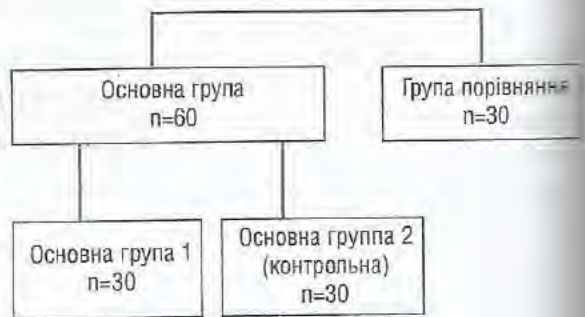 Основна група
n=60
Група порівняння
n=30
Основна група 1
n=30
Основна группа 2
(контрольна)
n=30